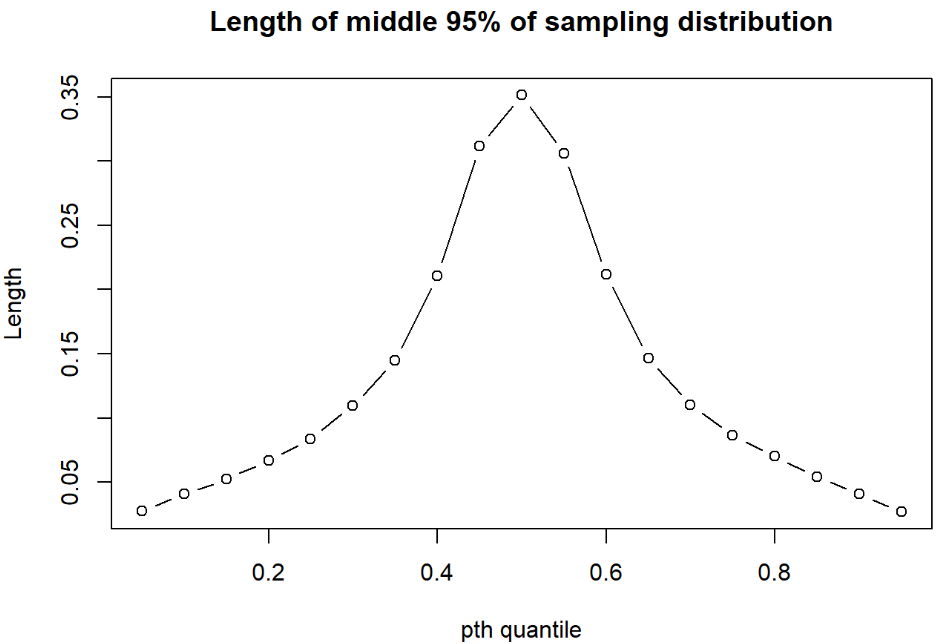 Length of middle 95% of sampling distribution
0.35
0.25
0.15
0.05
Length
0.2 0.4 0.6 0.8
pth quantile